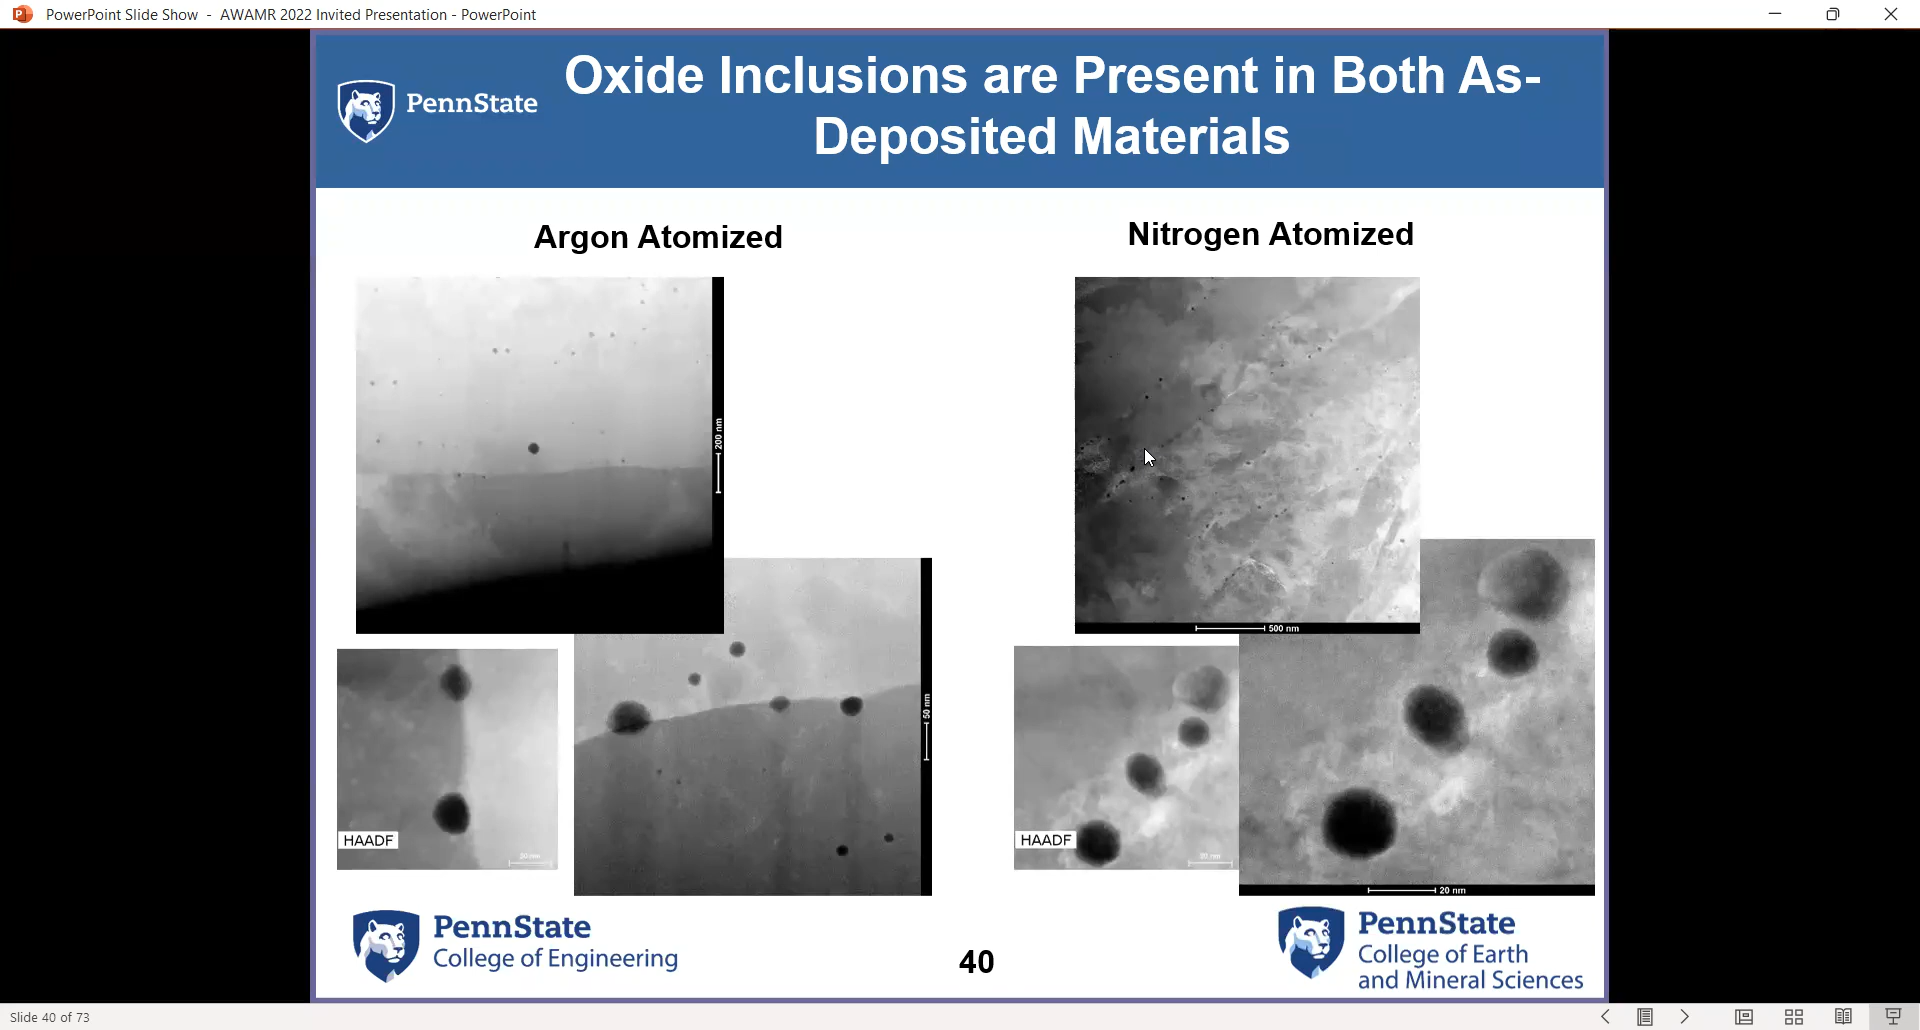 PowerPoint Slide Show - AWAMR 2022 Invited Presentation - PowerPoint
PennState
Oxide Inclusions are Present in Both As-
Deposited Materials
Argon Atomized
Nitrogen Atomized
200 nm
500 nm
50 nm
HAADF
HAADF
20 nm
PennState
College of Engineering
40
PennState
College of Earth
and Mineral Sciences
Slide 40 of 73